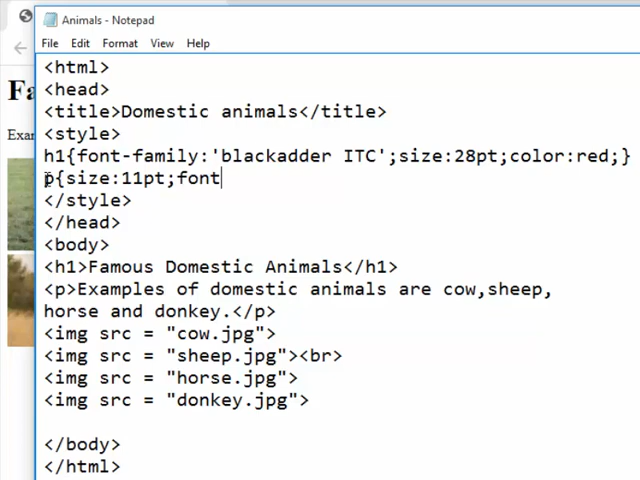 Animals - Notepad
File Edit Format View Help
<html>
<head>
<title>Domestic animals</title>
<style>
h1{font-family:'blackadder ITC';size:28pt;color:red;}
p{size:11pt;font
</style>
</head>
<body>
<h1>Famous Domestic Animals</h1>
<p>Examples of domestic animals are cow,sheep,
horse and donkey.</p>
<img src = "cow.jpg">
<img src = "sheep.jpg"><br>
<img src = "horse.jpg">
<img src = "donkey.jpg">
</body>
</html>